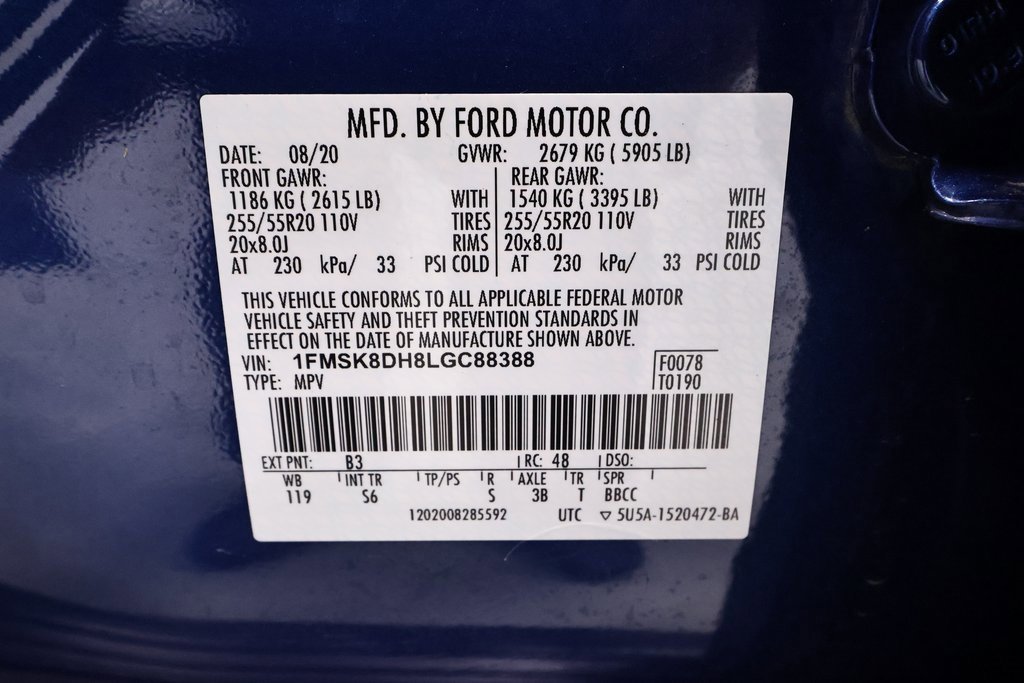 MFD. BY FORD MOTOR CO.
DATE: 08/20 GVWR: 2679 KG ( 5905 LB)
FRONT GAWR: REAR GAWR:
1186 KG ( 2615 LB) WITH 1540 KG ( 3395 LB) WITH
255/55R20 110V TIRES 255/55R20 110V TIRES
20x8.0J RIMS 20x8.0J RIMS
AT 230 kPa/ 33 PSI COLD AT 230 kPa/ 33 PSI COLD
THIS VEHICLE CONFORMS TO ALL APPLICABLE FEDERAL MOTOR
VEHICLE SAFETY AND THEFT PREVENTION STANDARDS IN
EFFECT ON THE DATE OF MANUFACTURE SHOWN ABOVE.
VIN: 1FMSK8DH8LGC88388 F0078
TYPE: MPV T0190
EXT PNT: B3 RC: 48 DSO:
WB INT TR TP/PS R AXLE TR SPR
119 S6 S 3B T BBCC
1202008285592 UTC ▽ 5U5A-1520472-BA